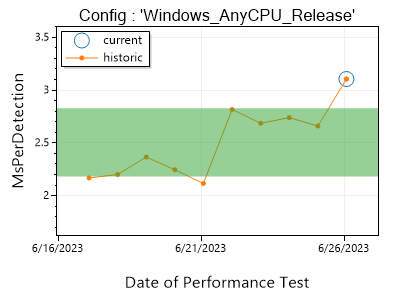 Config : 'Windows_AnyCPU_Release'
current
historic
3.5
3
2.5
2
MsPerDetection
6/16/2023
6/21/2023
6/26/2023
Date of Performance Test